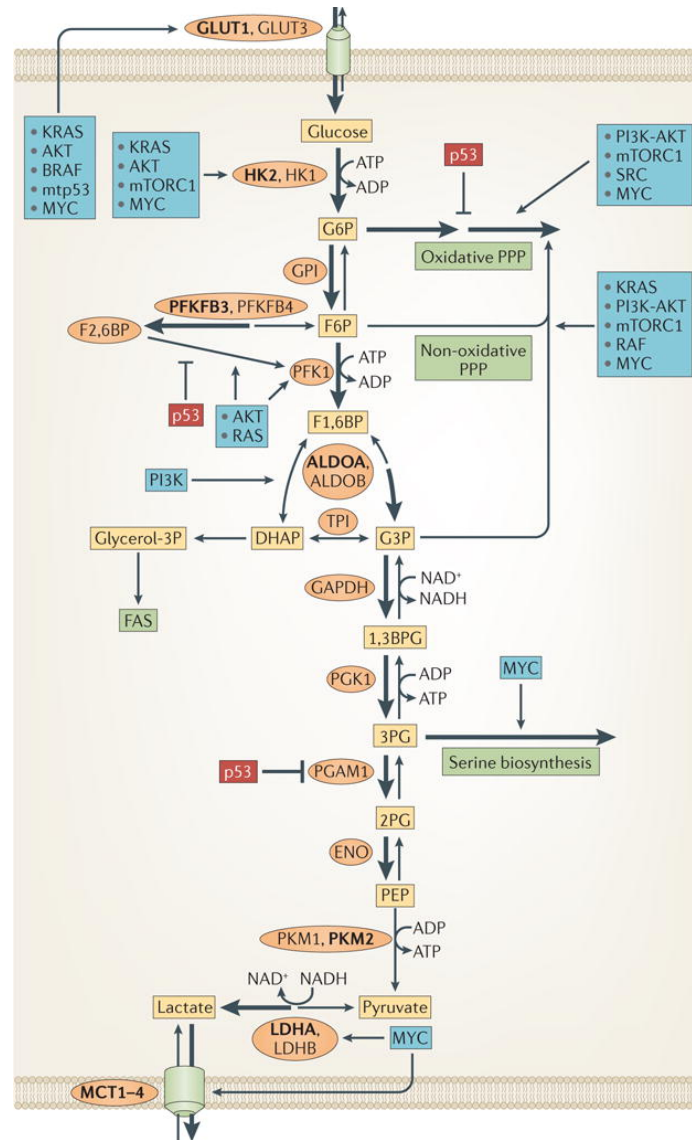 GLUT1, GLUT3
• KRAS
• AKT
• BRAF
• mtp53
• MYC
• KRAS
• AKT
• mTORC1
• MYC
Glucose
HK2, HK1
ATP
ADP
p53
• PI3K-AKT
• mTORC1
• SRC
• MYC
G6P
Oxidative PPP
GPI
PFKFB3, PFKFB4
F2,6BP
F6P
Non-oxidative
PPP
• KRAS
• PI3K-AKT
• mTORC1
• RAF
• MYC
PFK1
ATP
ADP
p53
• AKT
• RAS
F1,6BP
PI3K
ALDOA,
ALDOB
Glycerol-3P
DHAP
TPI
G3P
FAS
GAPDH
NAD⁺
NADH
1,3BPG
PGK1
ADP
ATP
MYC
3PG
Serine biosynthesis
p53
PGAM1
2PG
ENO
PEP
PKM1, PKM2
ADP
ATP
NAD⁺
NADH
Lactate
Pyruvate
LDHA,
LDHB
MYC
MCT1–4